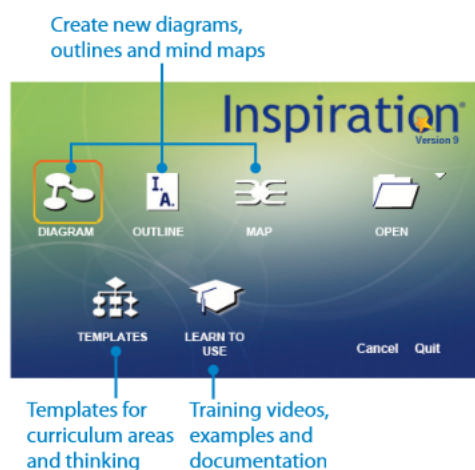 Create new diagrams,
outlines and mind maps
Inspiration®
Version 9
I.
A.
DIAGRAM
OUTLINE
MAP
OPEN
TEMPLATES
LEARN TO
USE
Cancel
Quit
Templates for
curriculum areas
and thinking
Training videos,
examples and
documentation